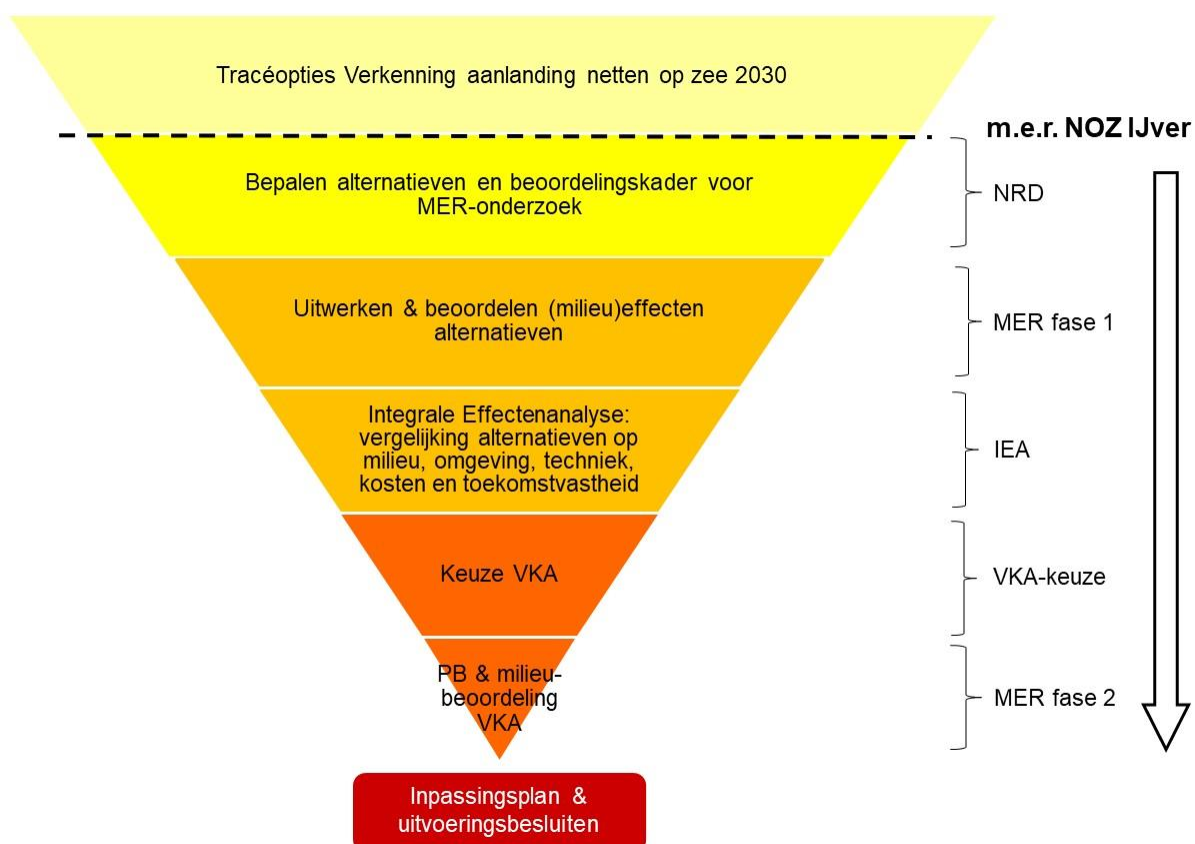 Tracéopties Verkenning aanlanding netten op zee 2030
m.e.r. NOZ IJver
Bepalen alternatieven en beoordelingskader voor
MER-onderzoek
NRD
Uitwerken & beoordelen (milieu)effecten
alternatieven
MER fase 1
Integrale Effectenanalyse:
vergelijking alternatieven op
milieu, omgeving, techniek,
kosten en toekomstvastheid
IEA
Keuze VKA
VKA-keuze
PB & milieu-
beoordeling
VKA
MER fase 2
Inpassingsplan &
uitvoeringsbesluiten